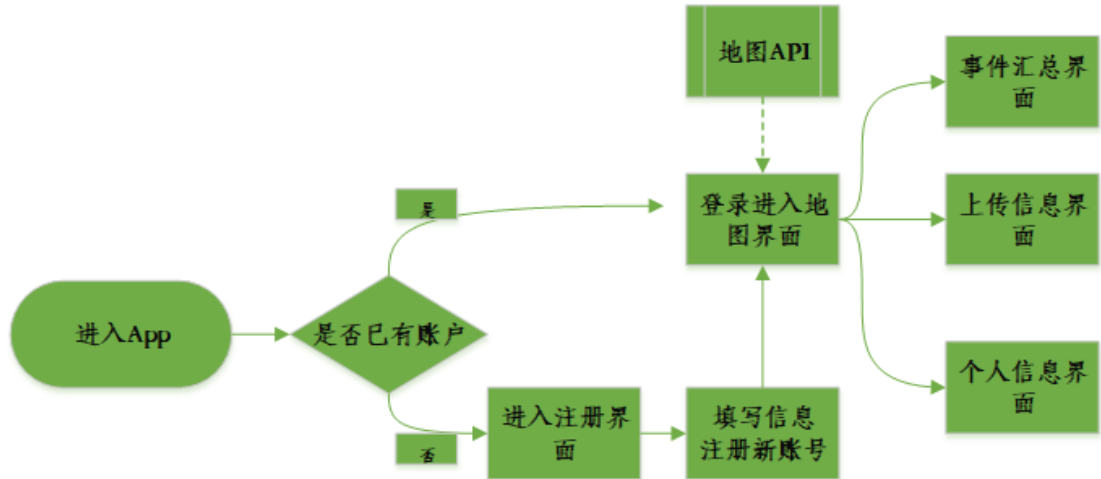 地图API
事件汇总界
面
是
登录进入地
图界面
上传信息界
面
进入App
是否已有账户
个人信息界
面
否
进入注册界
面
填写信息
注册新账号